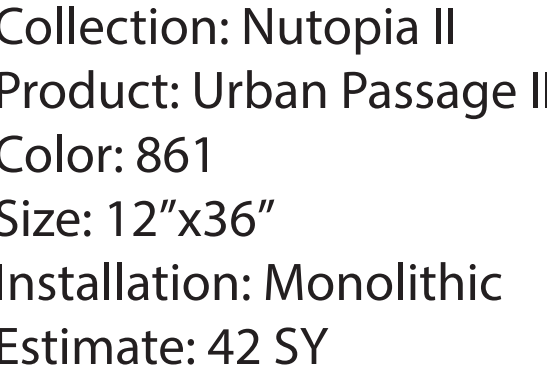 Collection: Nutopia II
Product: Urban Passage II
Color: 861
Size: 12”x36”
Installation: Monolithic
Estimate: 42 SY